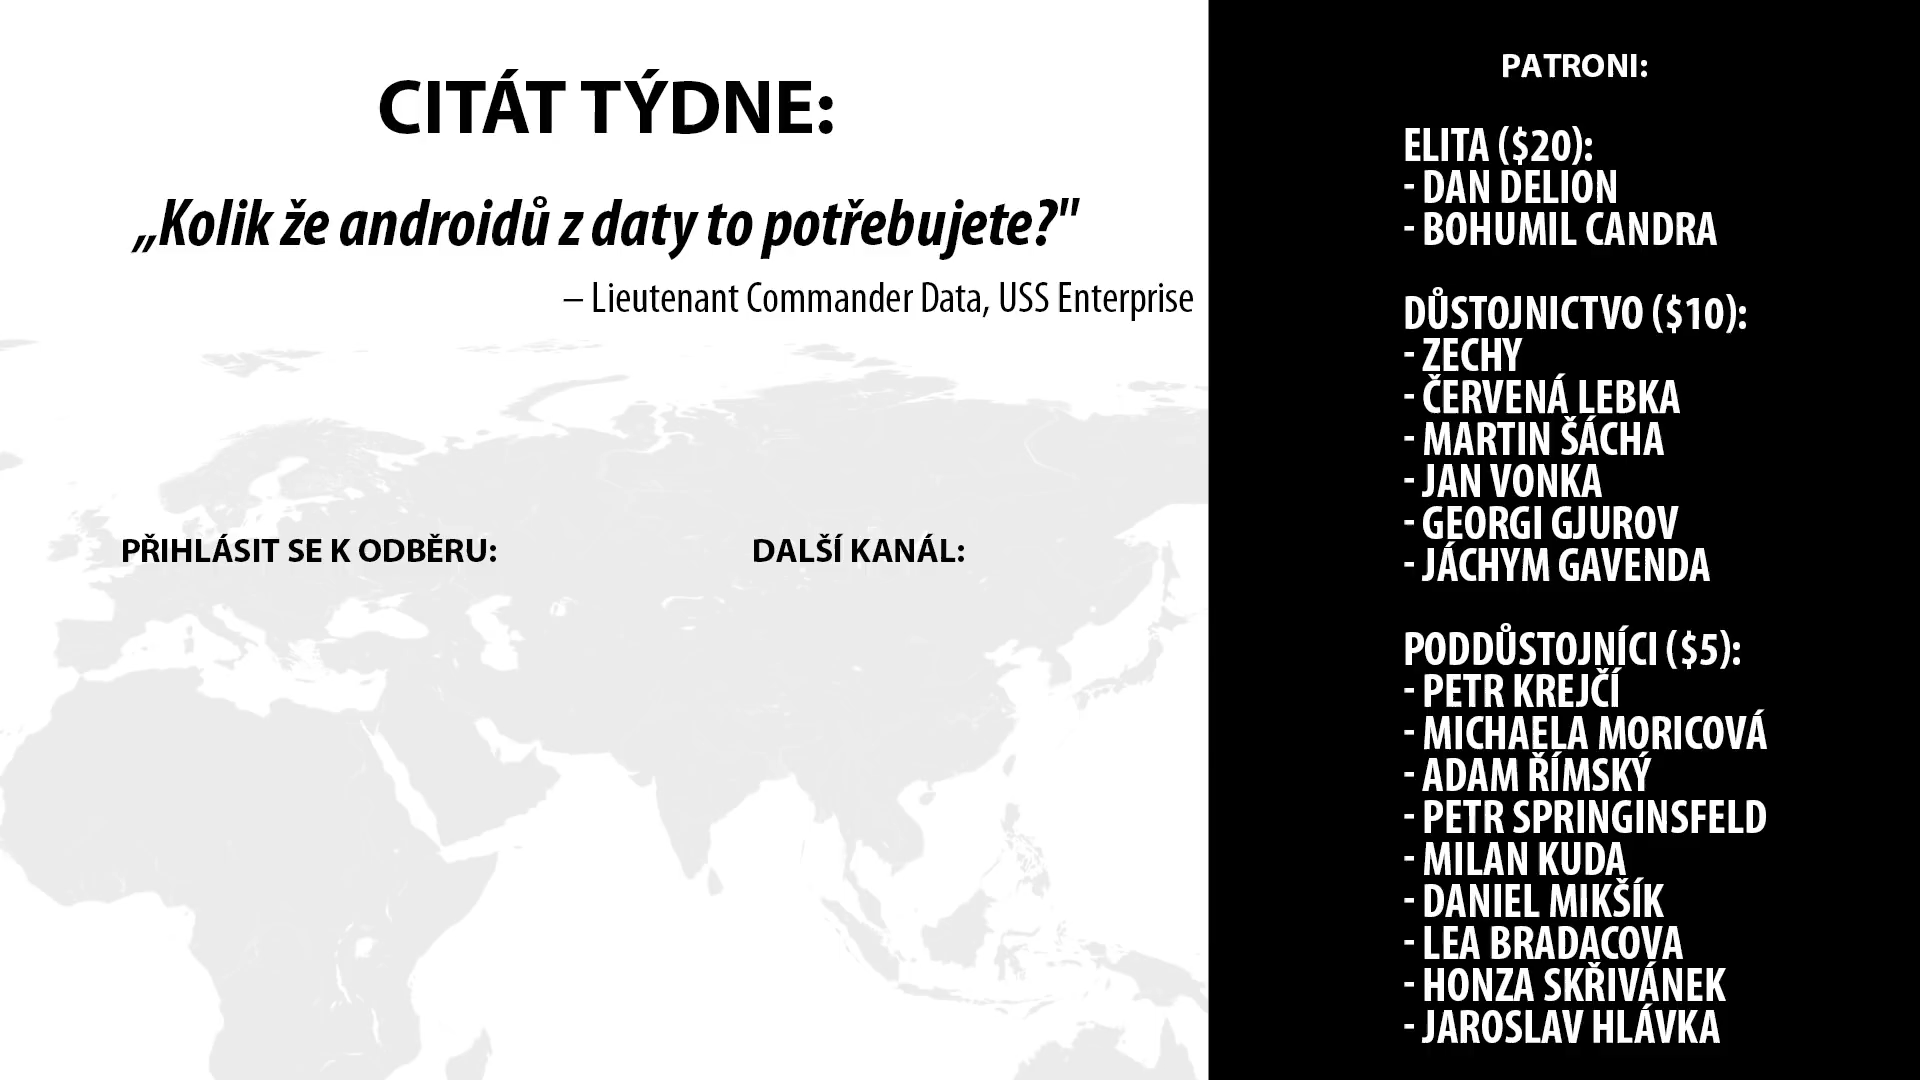 CITÁT TÝDNE:
„Kolik že androidů z daty to potřebujete?"
– Lieutenant Commander Data, USS Enterprise
PŘIHLÁSIT SE K ODBĚRU:
DALŠÍ KANÁL:
PATRONI:
ELITA ($20):
- DAN DELION
- BOHUMIL CANDRA
DŮSTOJNICTVO ($10):
- ZECHY
- ČERVENÁ LEBKA
- MARTIN ŠÁCHA
- JAN VONKA
- GEORGI GJUROV
- JÁCHYM GAVENDA
PODDŮSTOJNÍCI ($5):
- PETR KREJČÍ
- MICHAELA MORICOVÁ
- ADAM ŘÍMSKÝ
- PETR SPRINGINSFELD
- MILAN KUDA
- DANIEL MIKŠÍK
- LEA BRADACOVA
- HONZA SKŘIVÁNEK
- JAROSLAV HLÁVKA